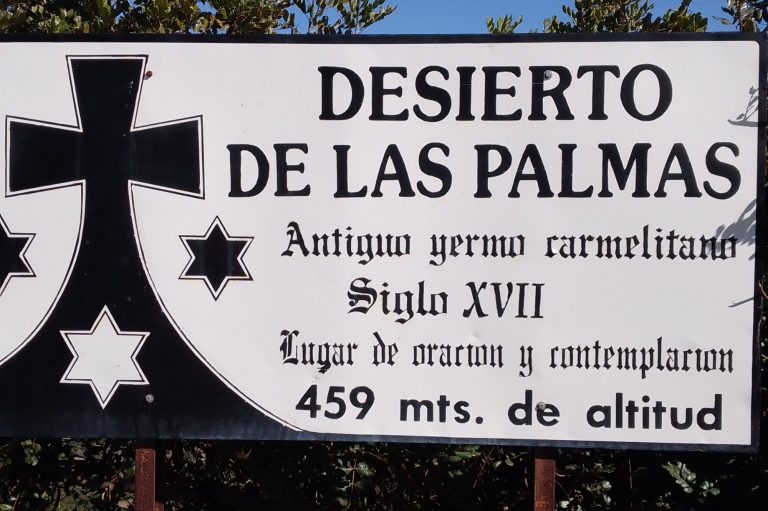 DESIERTO
DE LAS PALMAS
Antiguo yermo carmelitano
Siglo XVII
Lugar de oracion y contemplacion
459 mts. de altitud